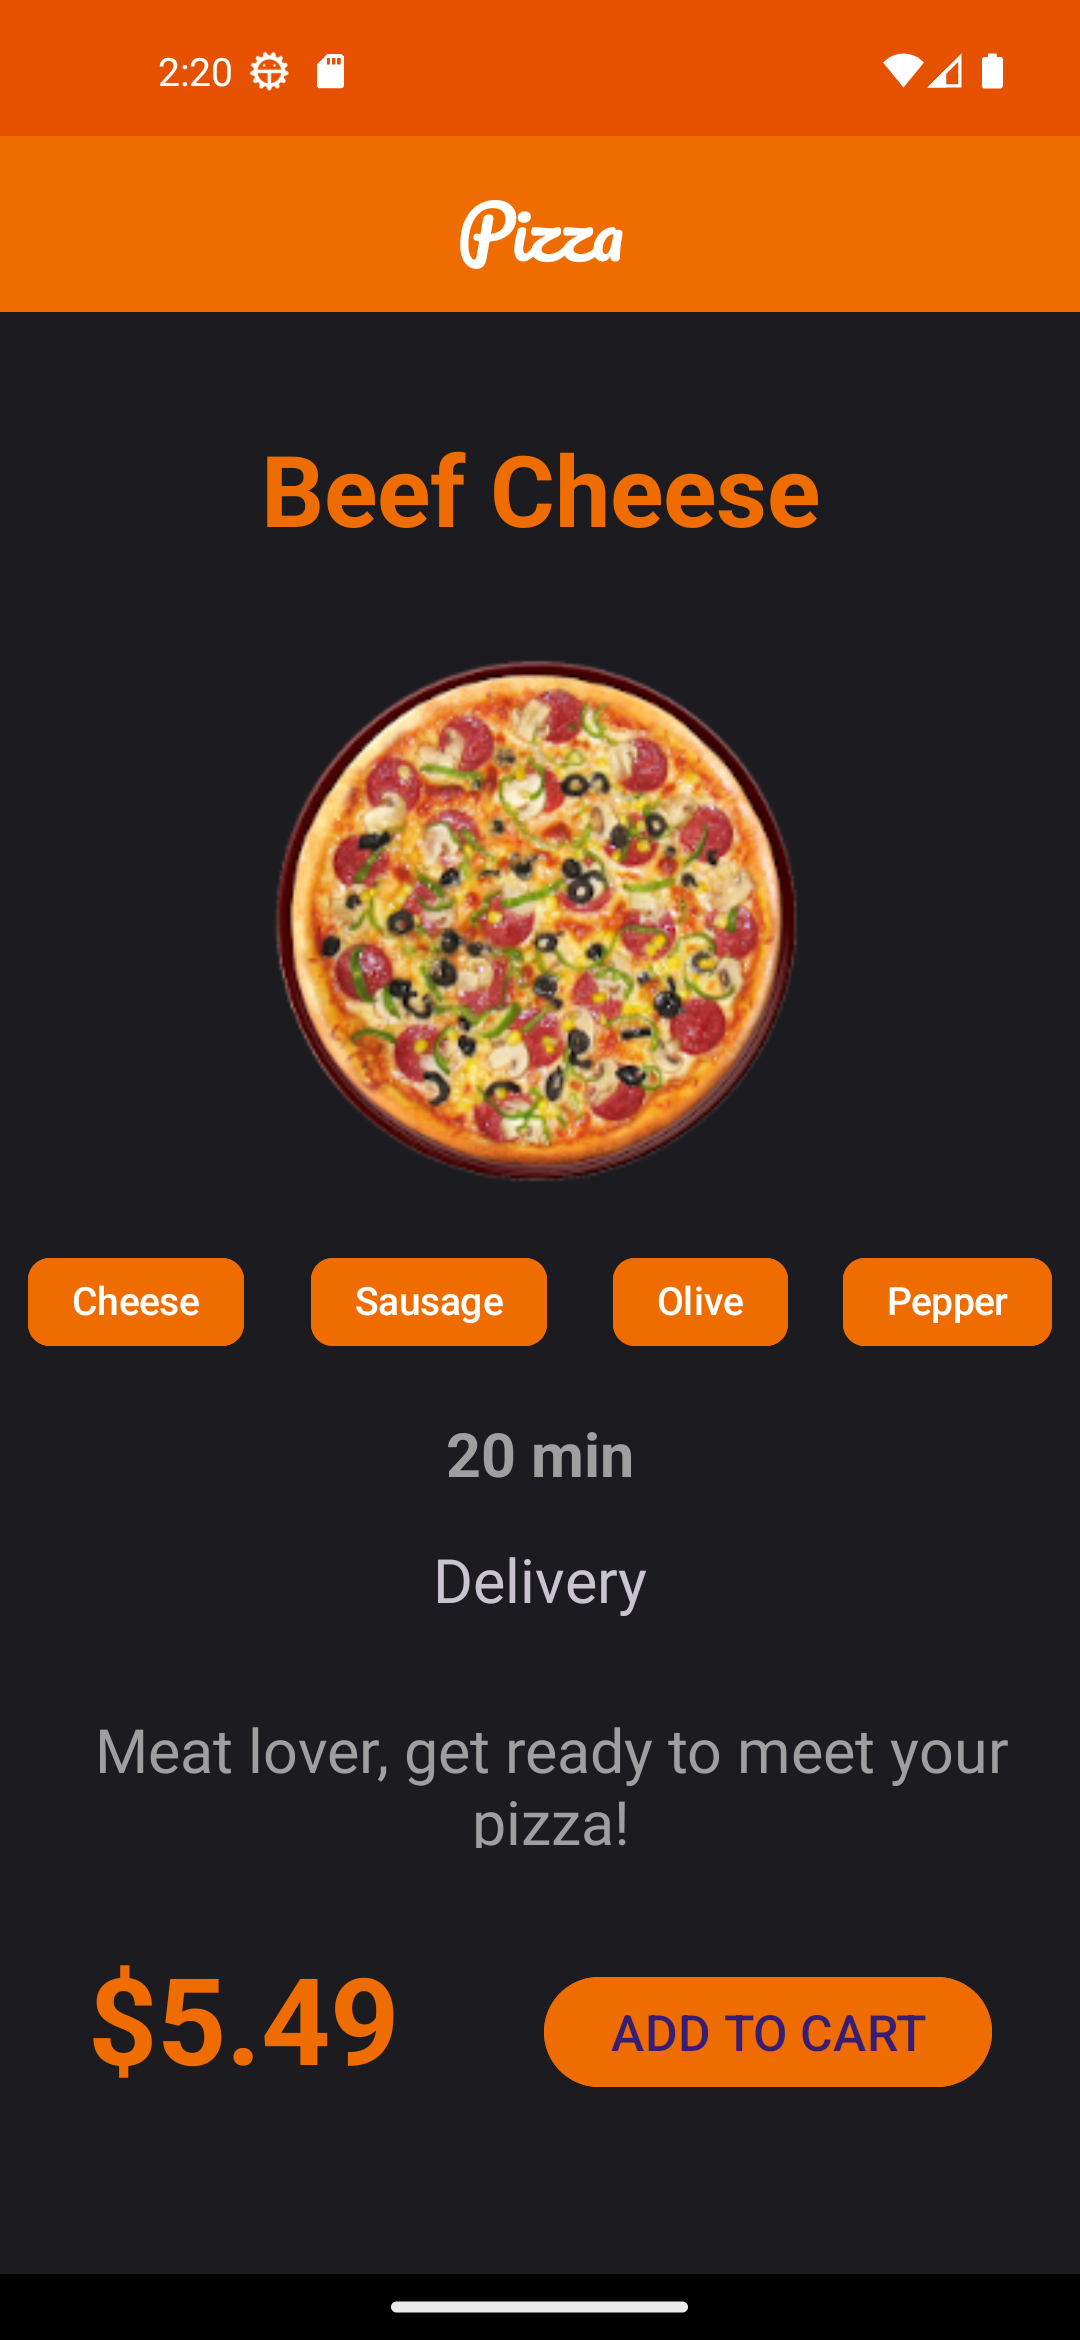 2:20
Pizza
Beef Cheese
Cheese Sausage Olive Pepper
20 min
Delivery
Meat lover, get ready to meet your
pizza!
$5.49 ADD TO CART